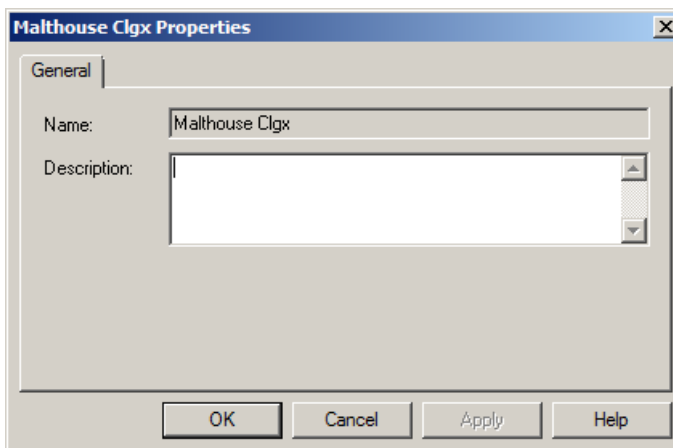 Malthouse Clgx Properties
General
Name: Malthouse Clgx
Description:
OK Cancel Apply Help